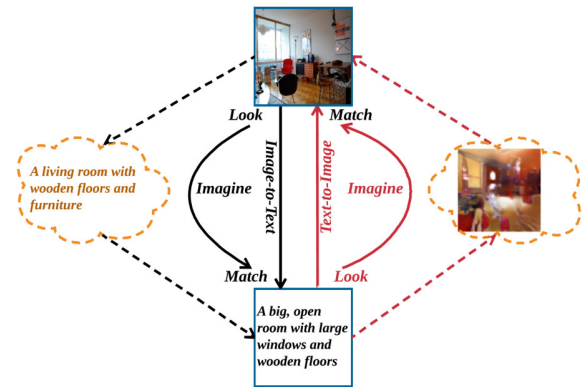 Look
Match
A living room with
wooden floors and
furniture
Imagine
Image-to-Text
Text-to-Image
Imagine
Match
Look
A big, open
room with large
windows and
wooden floors